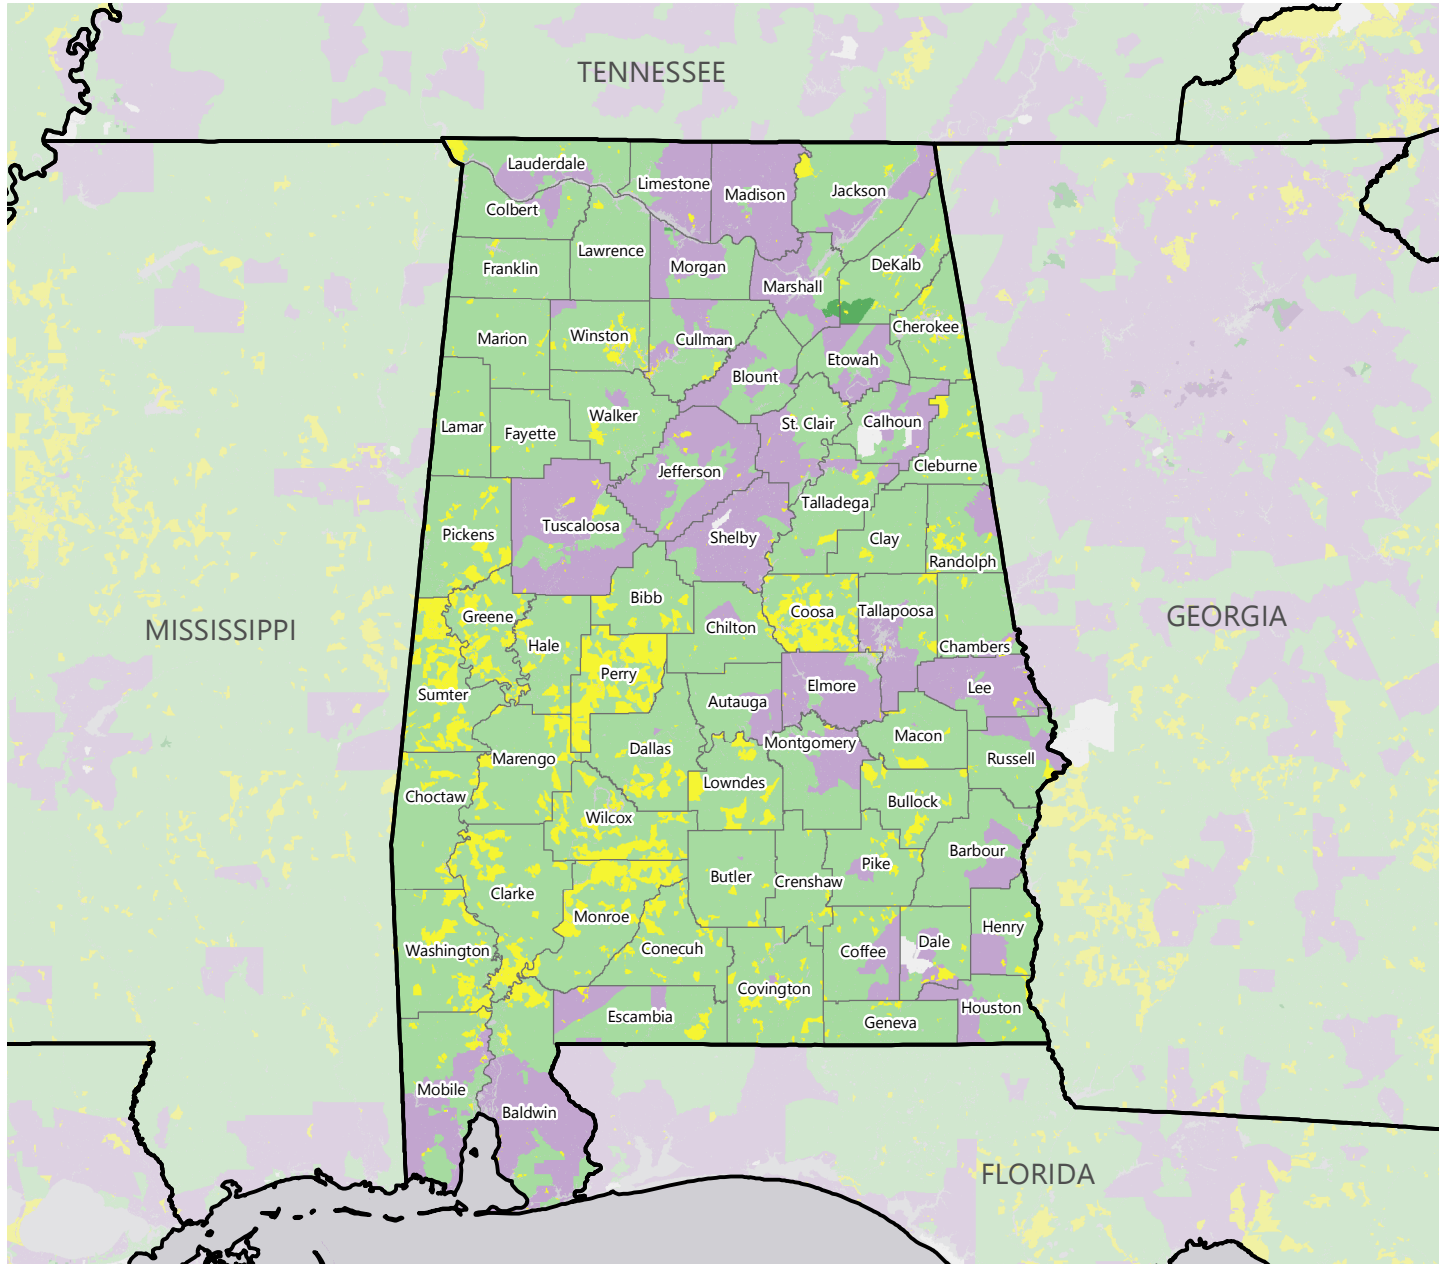 TENNESSEE
Lauderdale
Limestone
Madison
Jackson
Colbert
Lawrence
Franklin
Morgan
DeKalb
Marshall
Marion
Winston
Cullman
Cherokee
Etowah
Blount
Walker
Lamar
Fayette
St. Clair
Calhoun
Jefferson
Cleburne
Talladega
Pickens
Tuscaloosa
Shelby
Clay
Randolph
MISSISSIPPI
GEORGIA
Greene
Bibb
Coosa
Tallapoosa
Chilton
Hale
Chambers
Perry
Elmore
Lee
Sumter
Autauga
Montgomery
Macon
Dallas
Marengo
Russell
Lowndes
Choctaw
Bullock
Wilcox
Barbour
Pike
Butler
Crenshaw
Clarke
Monroe
Henry
Washington
Conecuh
Coffee
Dale
Covington
Escambia
Geneva
Houston
Mobile
Baldwin
FLORIDA